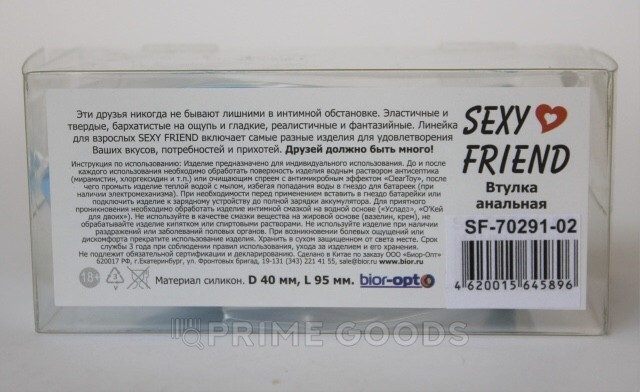 Эти друзья никогда не бывают лишними в интимной обстановке. Эластичные и
твердые, бархатистые на ощупь и гладкие, реалистичные и фантазийные. Линейка
для взрослых SEXY FRIEND включает самые разные изделия для удовлетворения
Ваших вкусов, потребностей и прихотей. Друзей должно быть много!
Инструкция по использованию: Изделие предназначено для индивидуального использования. До и после
каждого использования необходимо обработать поверхность изделия водным раствором антисептика
(мирамистин, хлоргексидин и т.п.) или очищающим спреем с антимикробным эффектом «ClearToy», после
чего промыть изделие теплой водой с мылом, избегая попадания воды в гнездо для батареек (при
наличии электромеханизма). При необходимости перед применением вставить в гнездо батарейки или
подключить изделие к зарядному устройству до полной зарядки аккумулятора. Для приятного
проникновения необходимо обработать изделие интимной смазкой на водной основе («Услада», «О'Кей
для двоих»). Не используйте в качестве смазки вещества на жировой основе (вазелин, крем), не
обрабатывайте изделие кипятком или спиртовыми растворами. Не используйте изделие при наличии
раздражений или заболеваний половых органов. При возникновении болевых ощущений или
дискомфорта прекратите использование изделия. Хранить в сухом защищенном от света месте. Срок
службы 3 года при соблюдении правил использования, ухода за изделием и его хранения.
Не подлежит обязательной сертификации и декларированию. Сделано в Китае по заказу ООО «Биор-Опт»
620017 РФ, г.Екатеринбург, ул. Фронтовых бригад, 19-131 (343) 221 41 55, sale@bior.ru, www.bior.ru
18+
Материал силикон. D 40 мм, L 95 мм.
bior-opt
SEXY
FRIEND
Втулка
анальная
SF-70291-02
4620015645896
PRIME GOODS